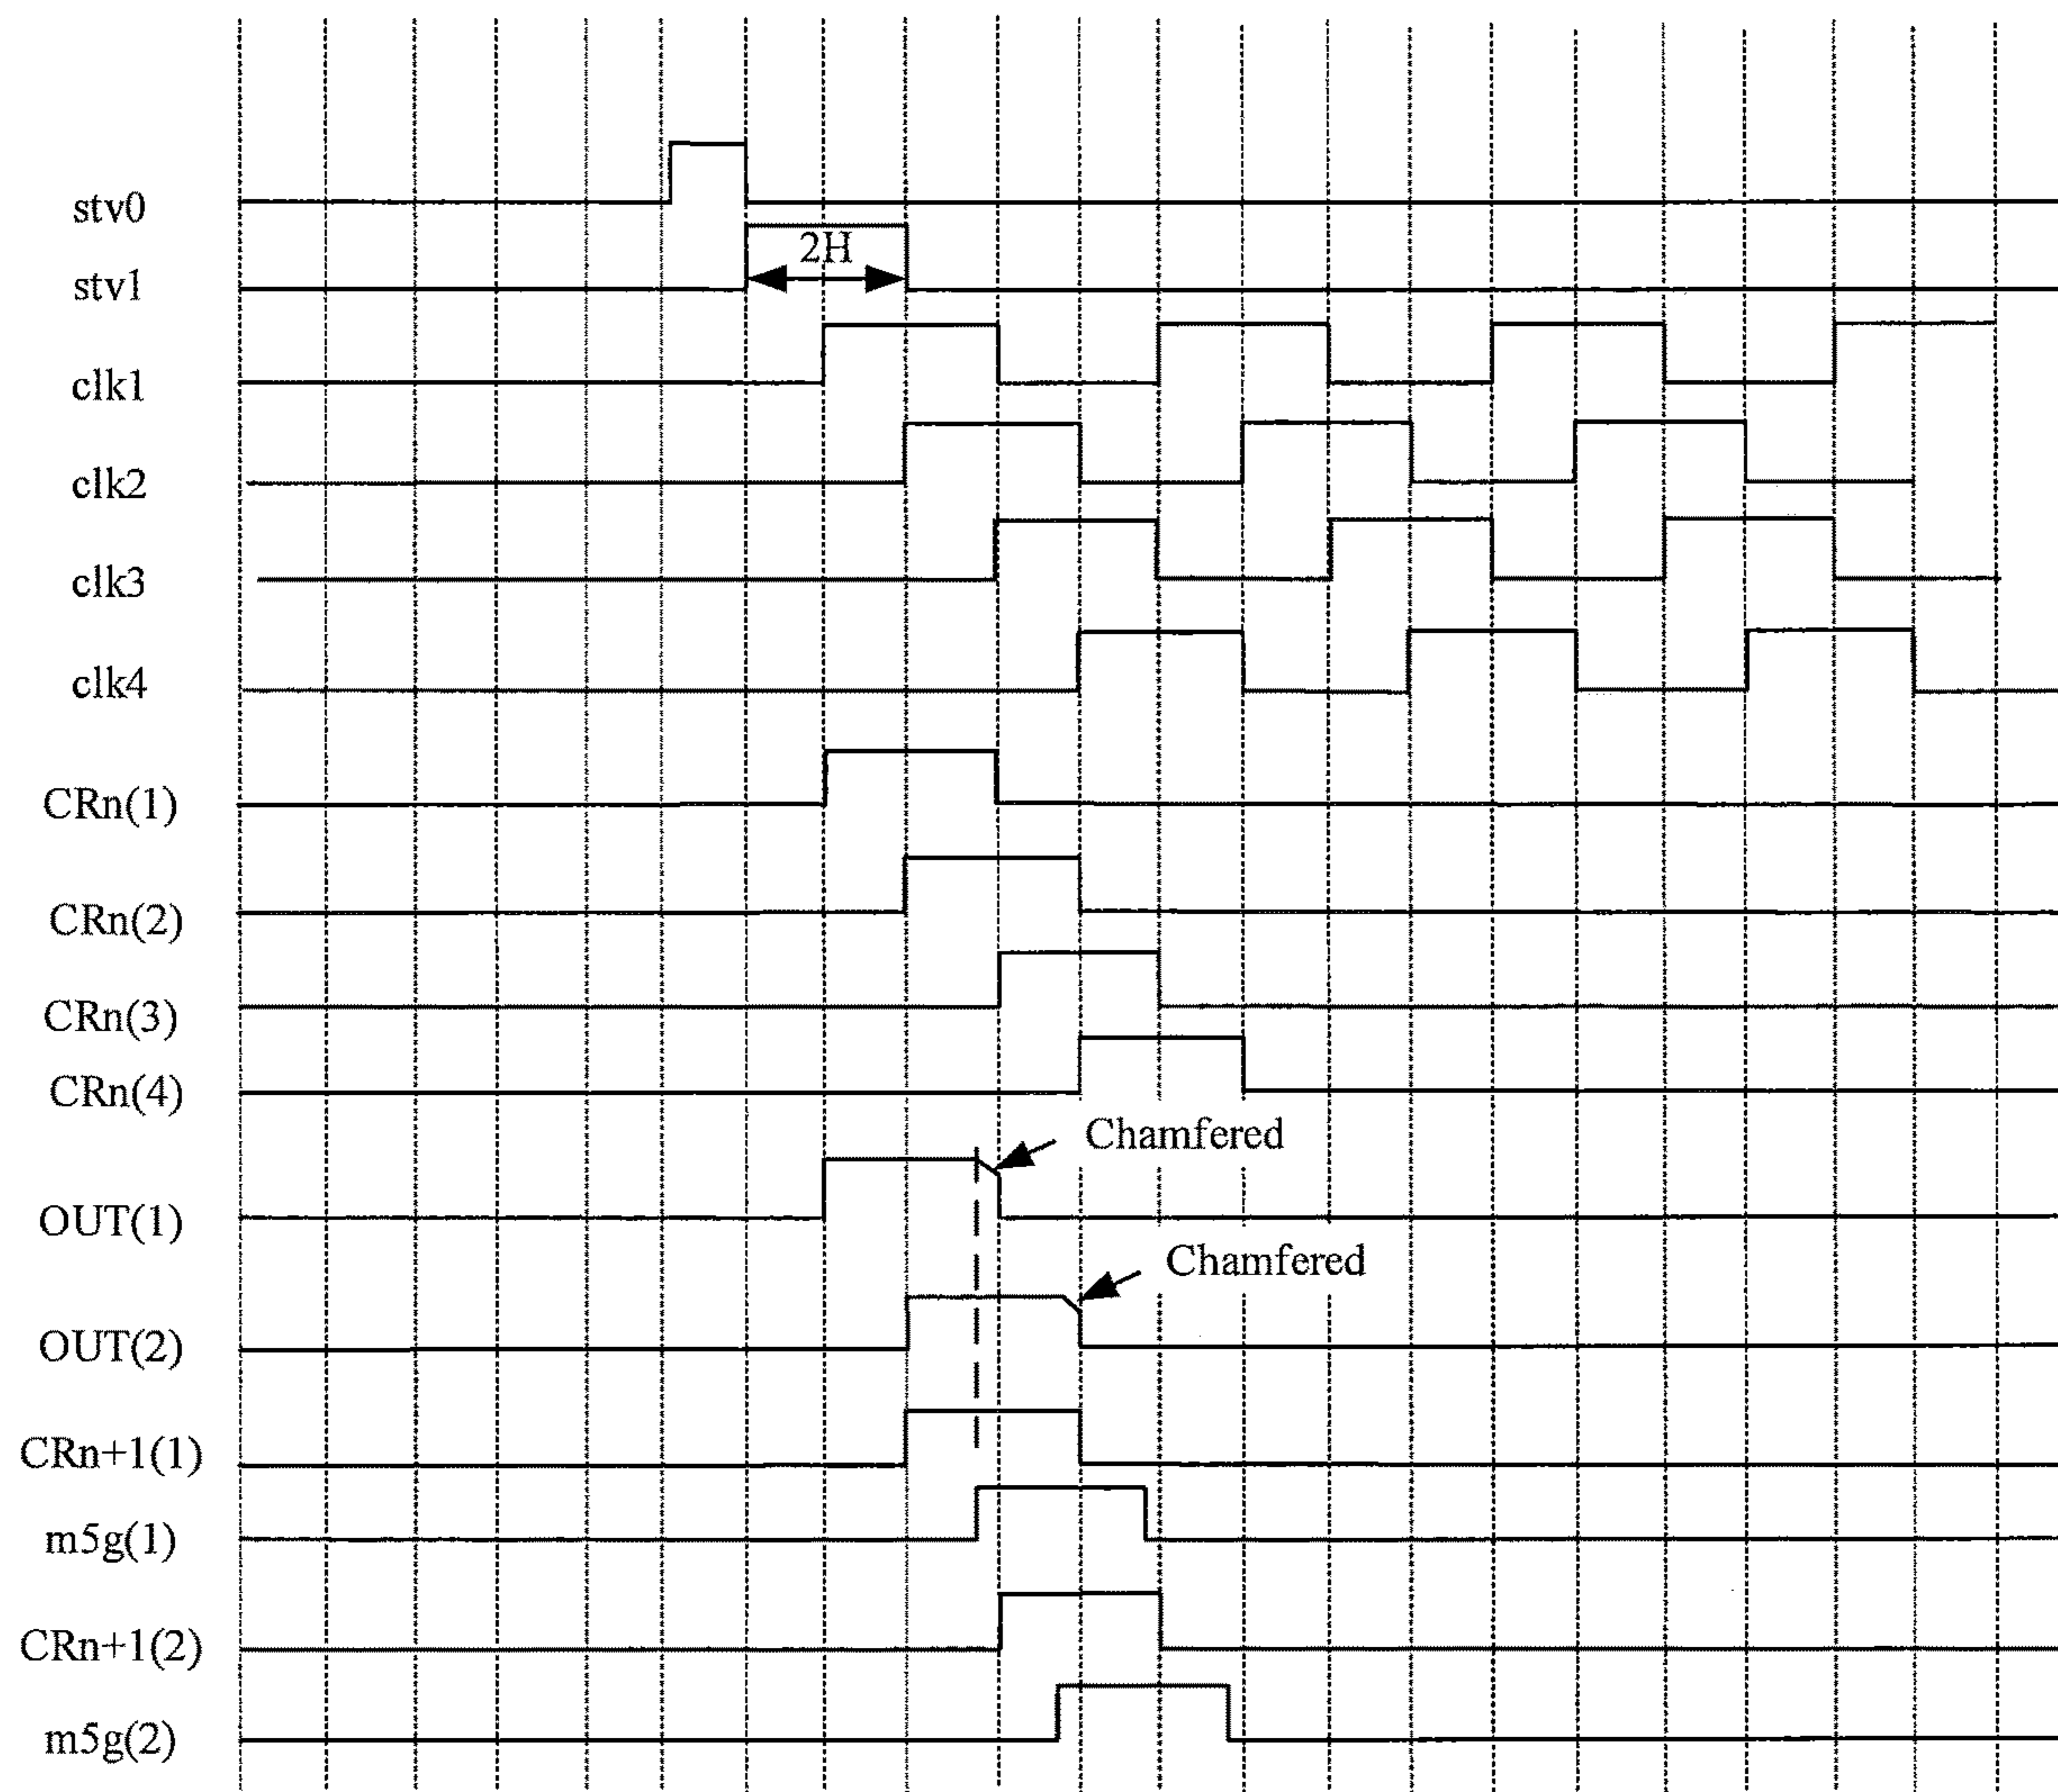 stv0
2H
stv1
clk1
clk2
clk3
clk4
CRn(1)
CRn(2)
CRn(3)
CRn(4)
Chamfered
OUT(1)
Chamfered
OUT(2)
CRn+1(1)
m5g(1)
CRn+1(2)
m5g(2)